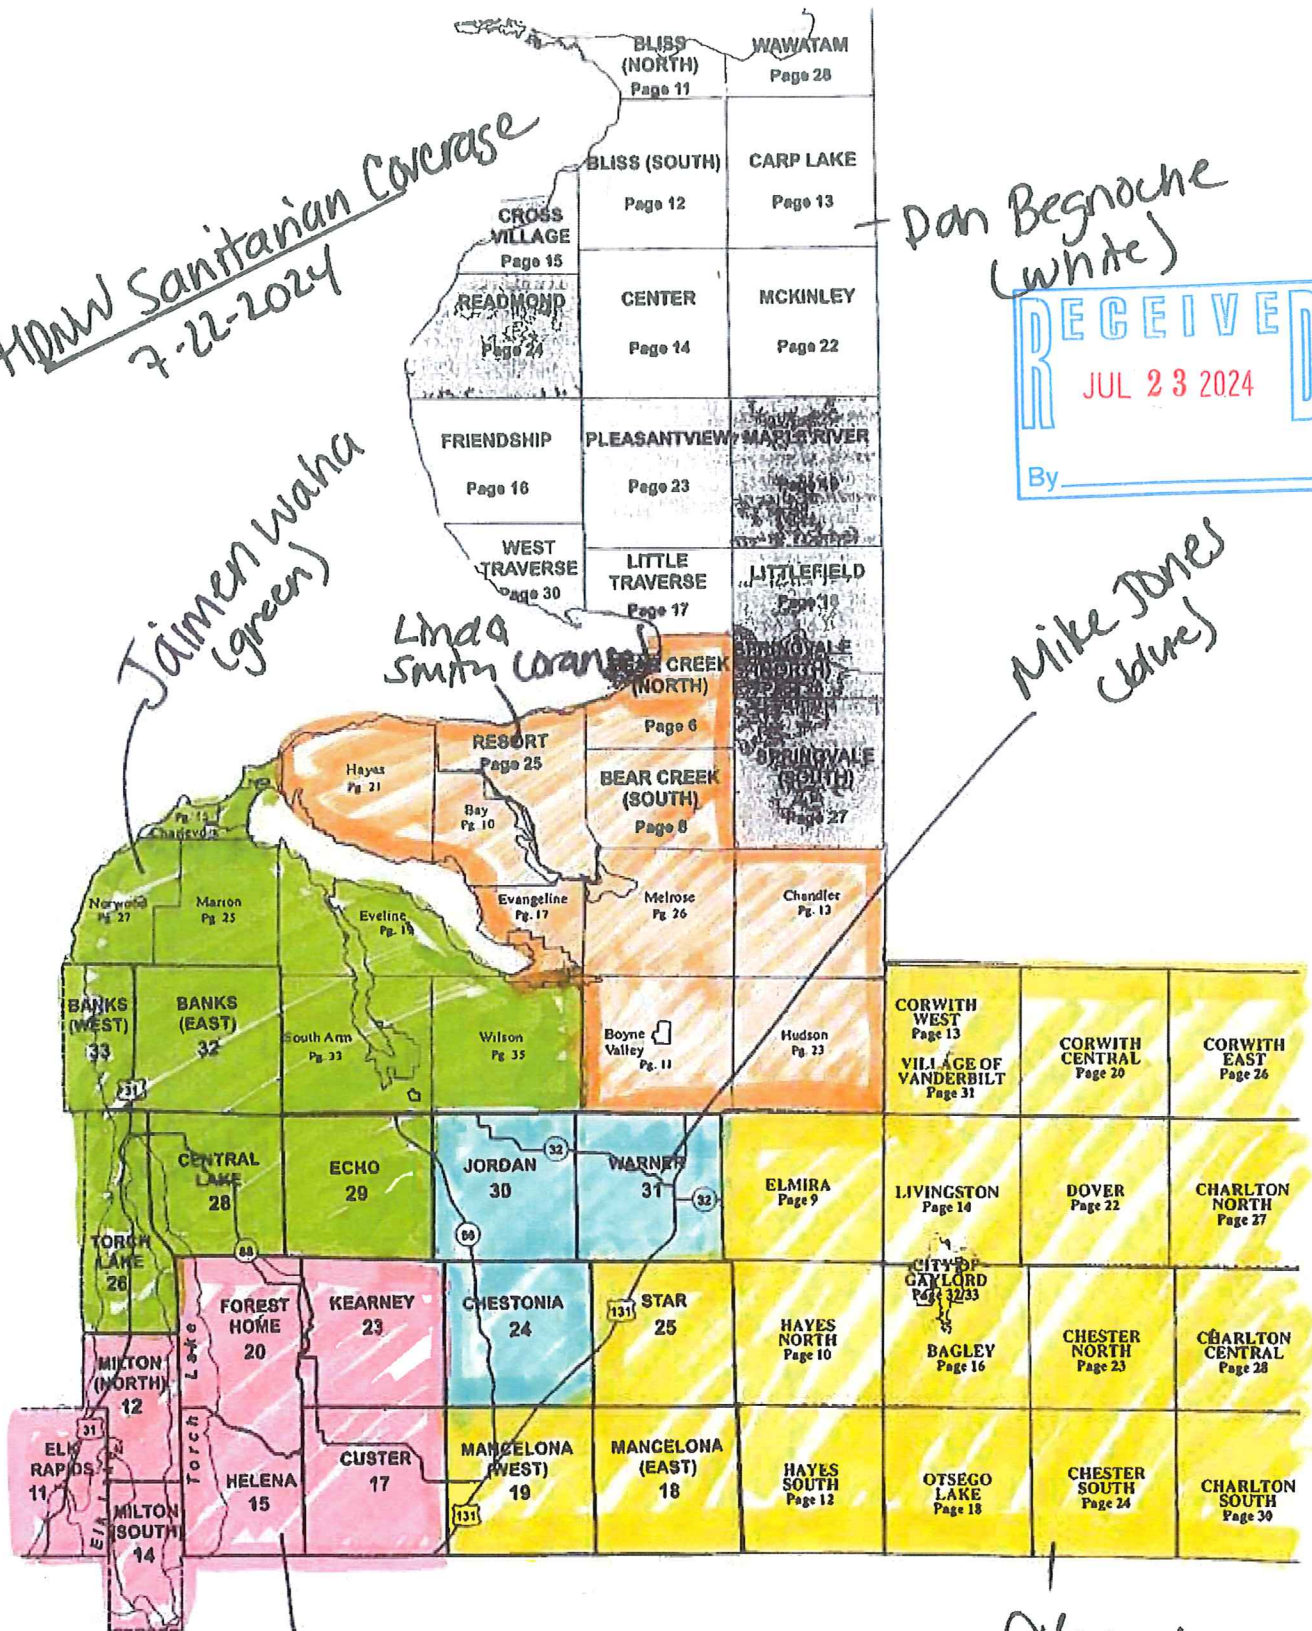 HDNW Sanitarian Coverage
7-22-2024
BLISS
(NORTH)
Page 11
WAWATAM
Page 28
BLISS (SOUTH)
Page 12
CARP LAKE
Page 13
Don Begnoche
(white)
CROSS
VILLAGE
Page 15
READMOND
Page 24
CENTER
Page 14
MCKINLEY
Page 22
RECEIVED
JUL 23 2024
By
FRIENDSHIP
Page 16
PLEASANTVIEW
Page 23
MAPLE RIVER
WEST
TRAVERSE
Page 30
LITTLE
TRAVERSE
Page 17
LITTLEFIELD
Page 18
Jaimen Waha
(green)
Linda
Smith (orange)
Mike Jones
(blue)
BEAR CREEK
(NORTH)
Page 6
SPRINGVALE
(NORTH)
RESORT
Page 25
BEAR CREEK
(SOUTH)
Page 8
SPRINGVALE
(SOUTH)
Page 27
Hayes
Pg. 21
Bay
Pg. 10
Charlevoix
Norwood
Pg. 27
Marion
Pg. 25
Eveline
Pg. 19
Evangeline
Pg. 17
Melrose
Pg. 26
Chandler
Pg. 13
BANKS
(WEST)
33
BANKS
(EAST)
32
South Arm
Pg. 33
Wilson
Pg. 35
Boyne
Valley
Pg. 11
Hudson
Pg. 23
CORWITH
WEST
Page 13
VILLAGE OF
VANDERBILT
Page 31
CORWITH
CENTRAL
Page 20
CORWITH
EAST
Page 26
31
CENTRAL
LAKE
28
ECHO
29
JORDAN
30
32
WARNER
31
32
ELMIRA
Page 9
LIVINGSTON
Page 14
DOVER
Page 22
CHARLTON
NORTH
Page 27
TORCH
LAKE
26
88
66
CITY OF
GAYLORD
Page 32/33
FOREST
HOME
20
KEARNEY
23
CHESTONIA
24
131
STAR
25
HAYES
NORTH
Page 10
BAGLEY
Page 16
CHESTER
NORTH
Page 23
CHARLTON
CENTRAL
Page 28
MILTON
(NORTH)
12
Torch Lake
31
ELK
RAPIDS
11
MILTON
(SOUTH)
14
HELENA
15
CUSTER
17
MANCELONA
(WEST)
19
131
MANCELONA
(EAST)
18
HAYES
SOUTH
Page 12
OTSEGO
LAKE
Page 18
CHESTER
SOUTH
Page 24
CHARLTON
SOUTH
Page 30